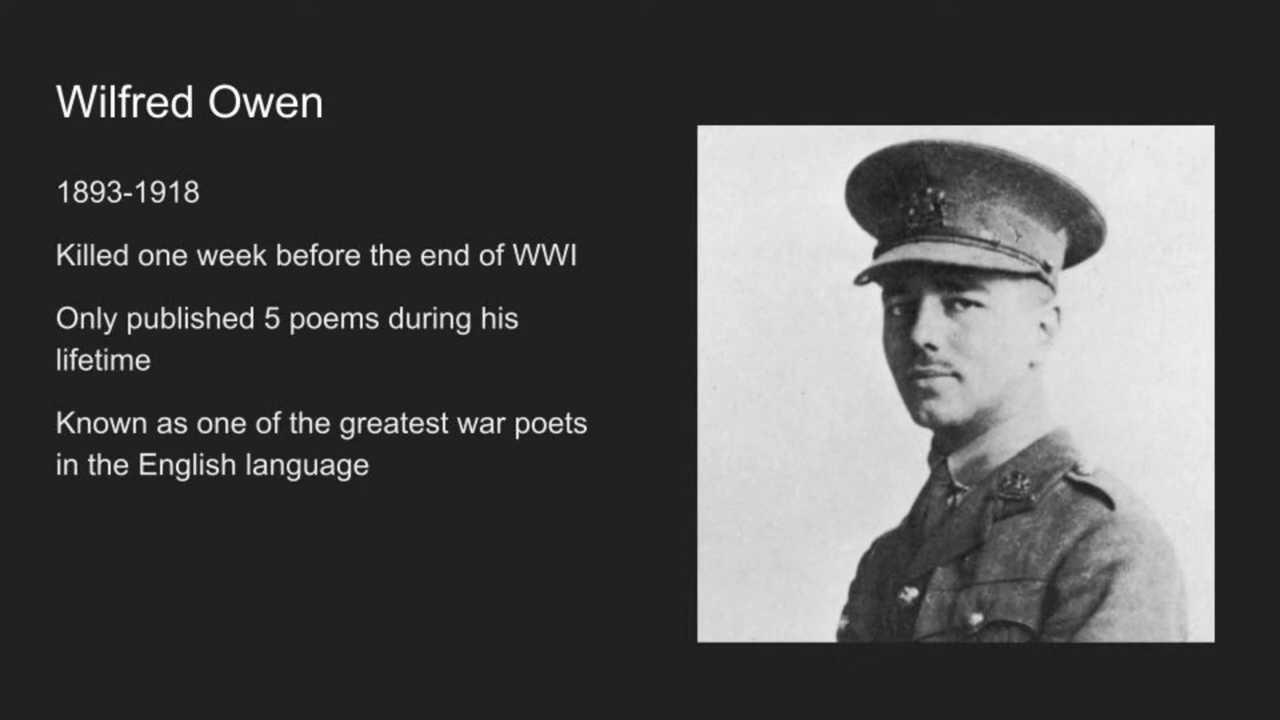 Wilfred Owen
1893-1918
Killed one week before the end of WWI
Only published 5 poems during his
lifetime
Known as one of the greatest war poets
in the English language